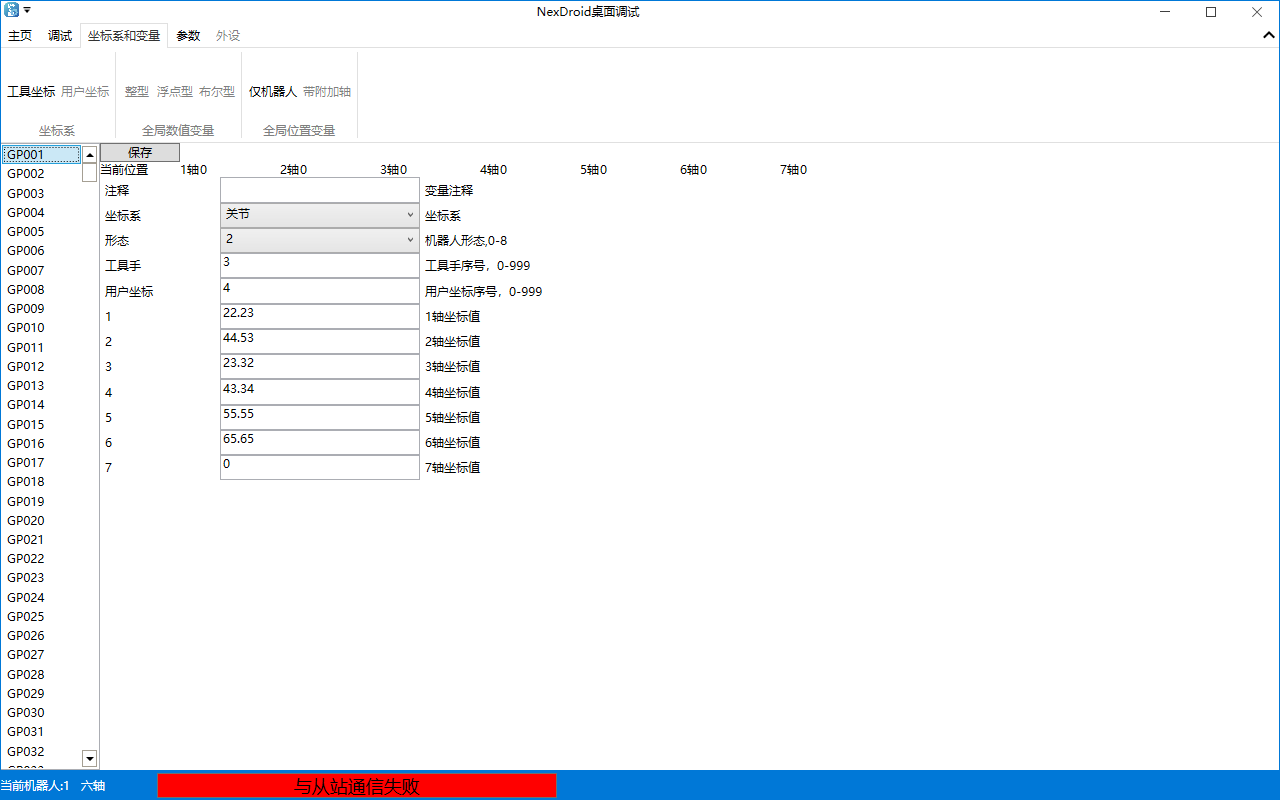 NexDroid桌面调试
主页 调试 坐标系和变量 参数 外设
工具坐标 用户坐标 整型 浮点型 布尔型 仅机器人 带附加轴
坐标系 全局数值变量 全局位置变量
GP001
GP002
GP003
GP004
GP005
GP006
GP007
GP008
GP009
GP010
GP011
GP012
GP013
GP014
GP015
GP016
GP017
GP018
GP019
GP020
GP021
GP022
GP023
GP024
GP025
GP026
GP027
GP028
GP029
GP030
GP031
GP032
保存
当前位置 1轴0 2轴0 3轴0 4轴0 5轴0 6轴0 7轴0
注释 变量注释
坐标系 关节 坐标系
形态 2 机器人形态,0-8
工具手 3 工具手序号，0-999
用户坐标 4 用户坐标序号，0-999
1 22.23 1轴坐标值
2 44.53 2轴坐标值
3 23.32 3轴坐标值
4 43.34 4轴坐标值
5 55.55 5轴坐标值
6 65.65 6轴坐标值
7 0 7轴坐标值
当前机器人:1 六轴 与从站通信失败